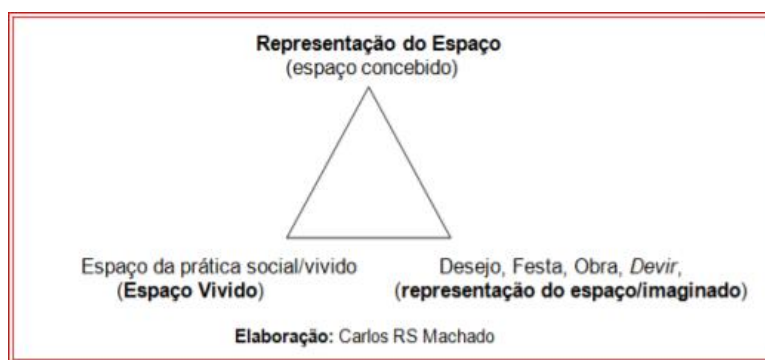 Representação do Espaço
(espaço concebido)
Espaço da prática social/vivido
(Espaço Vivido)
Desejo, Festa, Obra, Devir,
(representação do espaço/imaginado)
Elaboração: Carlos RS Machado